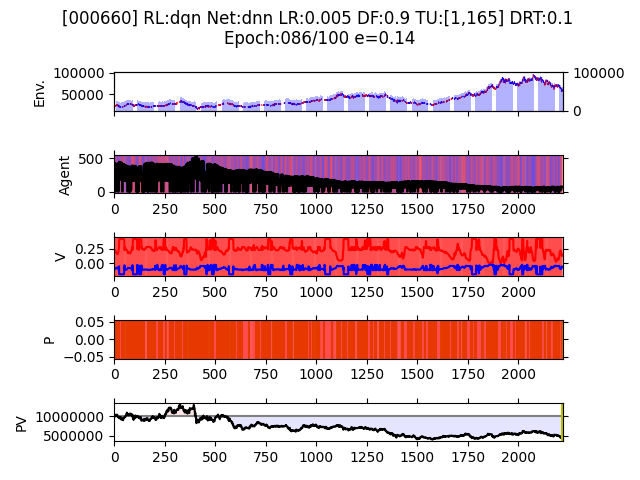 [000660] RL:dqn Net:dnn LR:0.005 DF:0.9 TU:[1,165] DRT:0.1
Epoch:086/100 e=0.14
Env.
100000
50000
100000
0
Agent
500
0
0 250 500 750 1000 1250 1500 1750 2000
V
0.25
0.00
0 250 500 750 1000 1250 1500 1750 2000
P
0.05
0.00
−0.05
0 250 500 750 1000 1250 1500 1750 2000
PV
10000000
5000000
0 250 500 750 1000 1250 1500 1750 2000